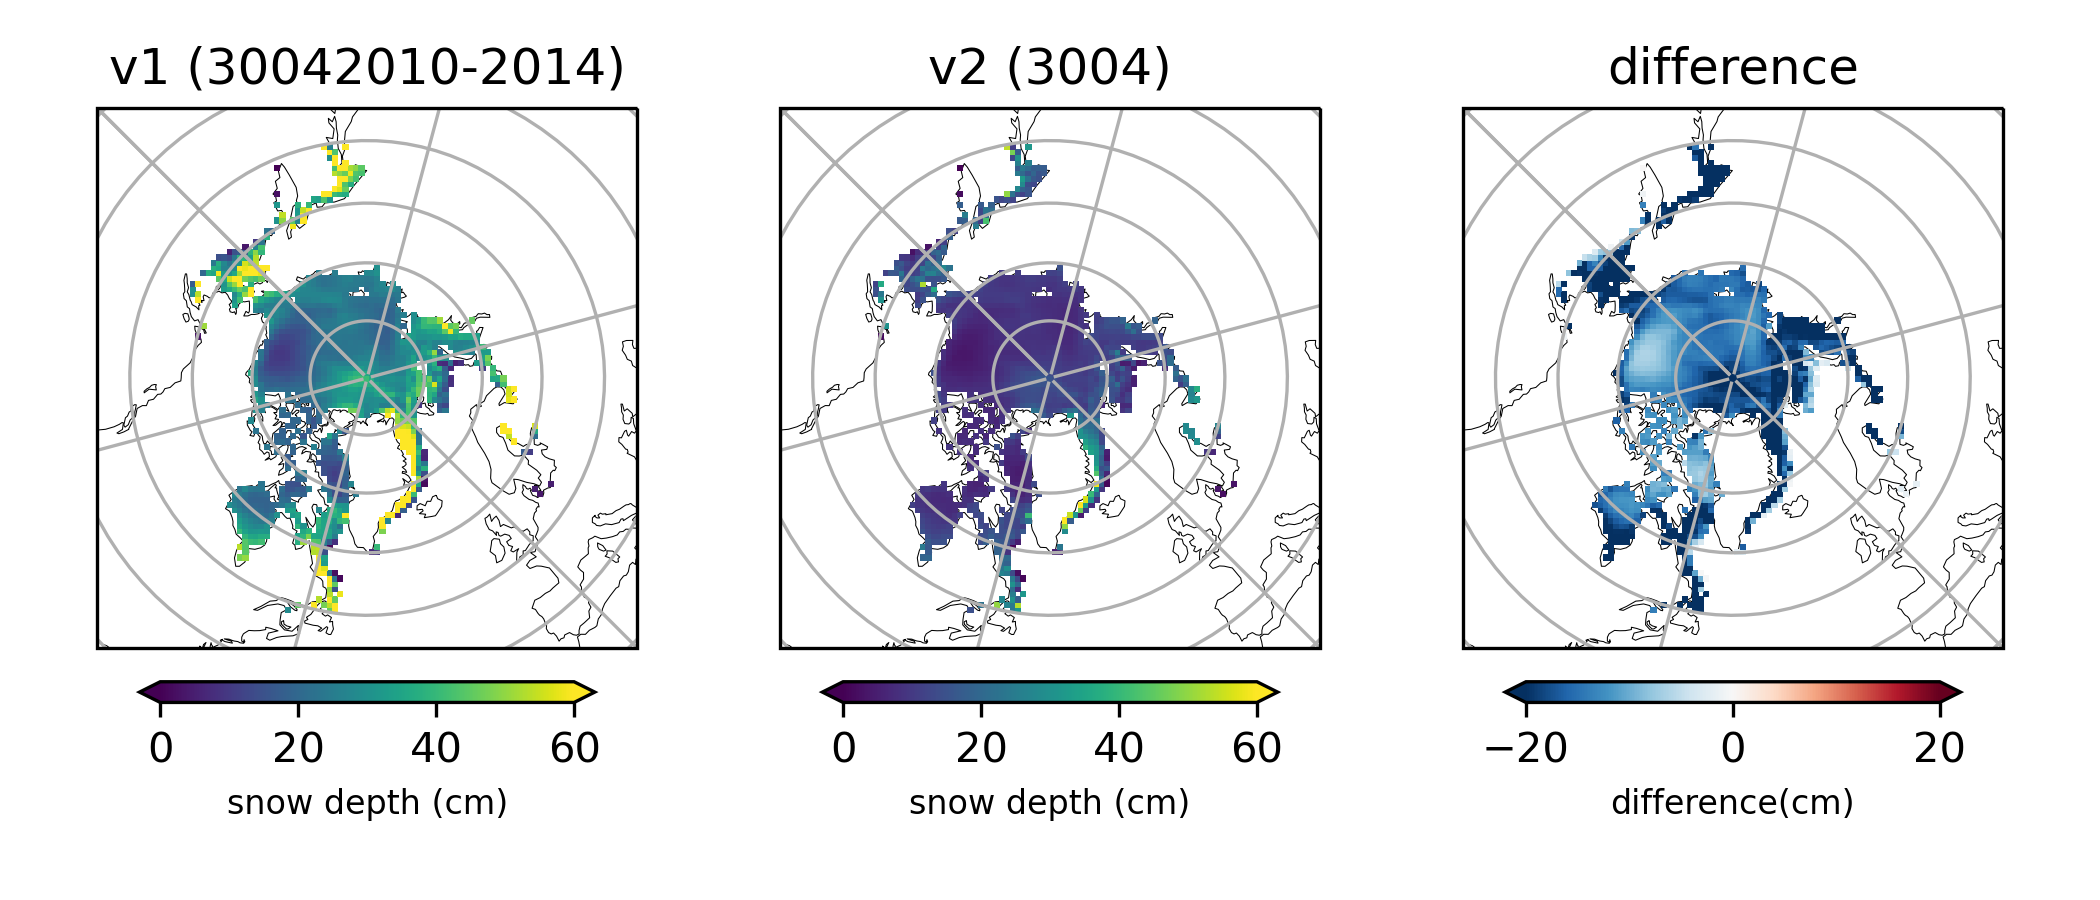 v1 (30042010-2014)
v2 (3004)
difference
0 20 40 60
snow depth (cm)
0 20 40 60
snow depth (cm)
−20 0 20
difference(cm)